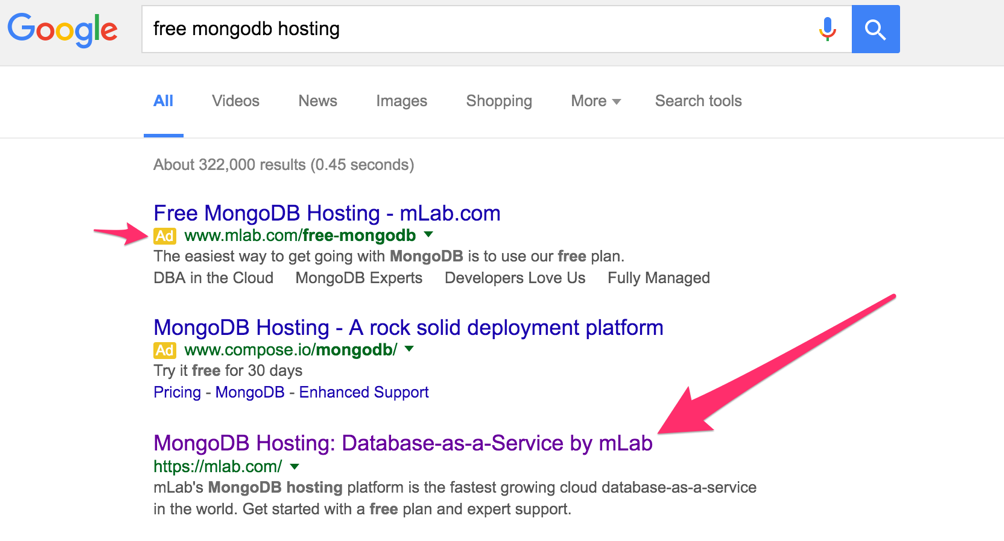 Google
free mongodb hosting
All Videos News Images Shopping More Search tools
About 322,000 results (0.45 seconds)
Free MongoDB Hosting - mLab.com
Ad www.mlab.com/free-mongodb
The easiest way to get going with MongoDB is to use our free plan.
DBA in the Cloud MongoDB Experts Developers Love Us Fully Managed
MongoDB Hosting - A rock solid deployment platform
Ad www.compose.io/mongodb/
Try it free for 30 days
Pricing - MongoDB - Enhanced Support
MongoDB Hosting: Database-as-a-Service by mLab
https://mlab.com/
mLab's MongoDB hosting platform is the fastest growing cloud database-as-a-service
in the world. Get started with a free plan and expert support.